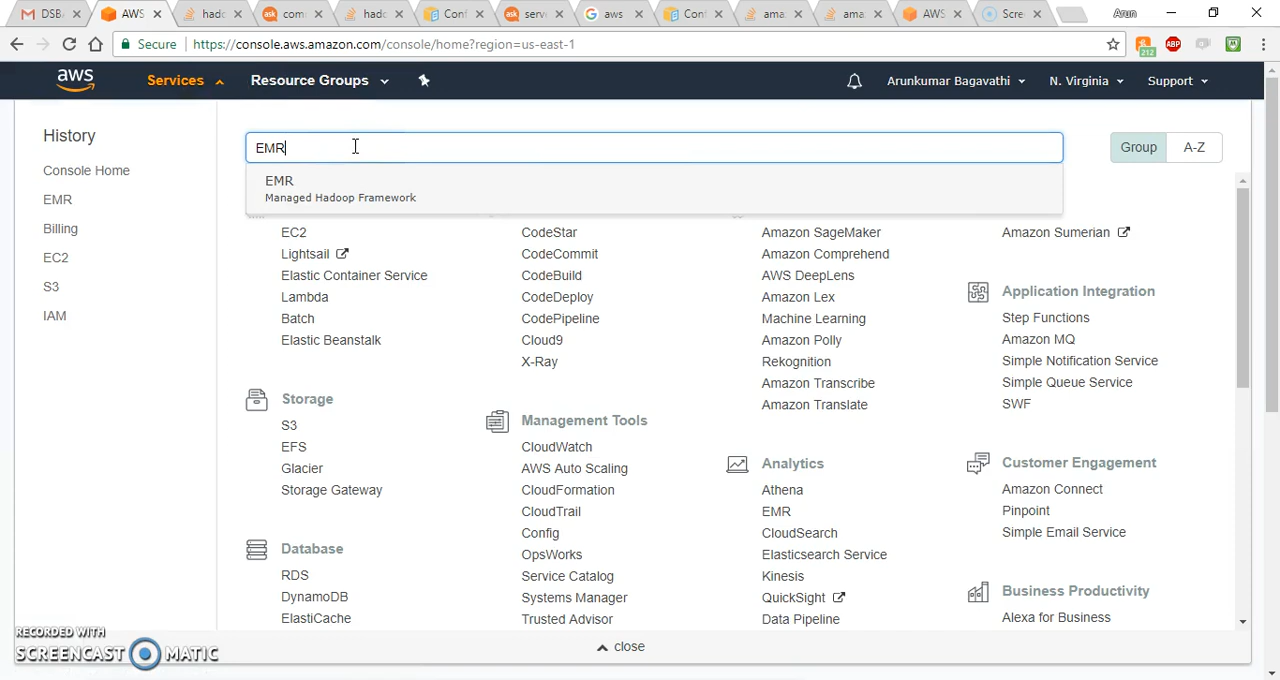 DSB
AWS
had
com
had
Conf
serv
aws
Con
ama
ama
AWS
Scre
Arun
Secure
https://console.aws.amazon.com/console/home?region=us-east-1
ABP
212
aws
Services
Resource Groups
Arunkumar Bagavathi
N. Virginia
Support
History
Console Home
EMR
Billing
EC2
S3
IAM
EMR
Group
A-Z
EMR
Managed Hadoop Framework
EC2
Lightsail
Elastic Container Service
Lambda
Batch
Elastic Beanstalk
Storage
S3
EFS
Glacier
Storage Gateway
Database
RDS
DynamoDB
ElastiCache
CodeStar
CodeCommit
CodeBuild
CodeDeploy
CodePipeline
Cloud9
X-Ray
Management Tools
CloudWatch
AWS Auto Scaling
CloudFormation
CloudTrail
Config
OpsWorks
Service Catalog
Systems Manager
Trusted Advisor
Amazon SageMaker
Amazon Comprehend
AWS DeepLens
Amazon Lex
Machine Learning
Amazon Polly
Rekognition
Amazon Transcribe
Amazon Translate
Analytics
Athena
EMR
CloudSearch
Elasticsearch Service
Kinesis
QuickSight
Data Pipeline
Amazon Sumerian
Application Integration
Step Functions
Amazon MQ
Simple Notification Service
Simple Queue Service
SWF
Customer Engagement
Amazon Connect
Pinpoint
Simple Email Service
Business Productivity
Alexa for Business
close
RECORDED WITH
SCREENCAST MATIC